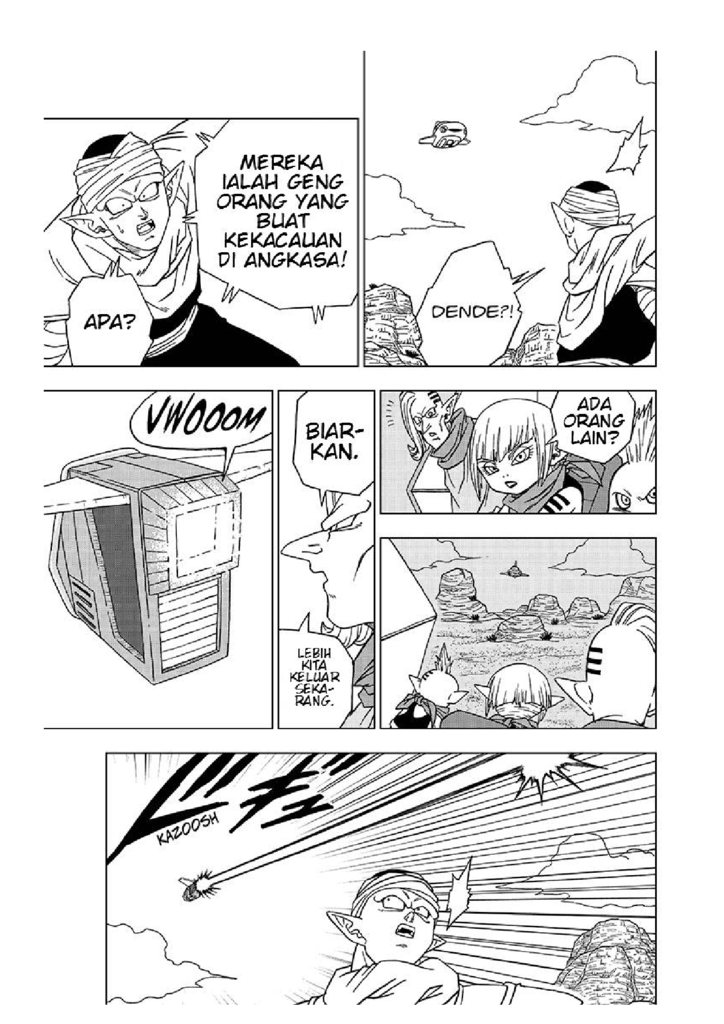 DENDE?!
MEREKA
IALAH GENG
ORANG YANG
BUAT
KEKACAUAN
DI ANGKASA!
APA?
ADA
ORANG
LAIN?
BIAR-
KAN.
LEBIH
KITA
KELUAR
SEKA-
RANG.
VWOOOM
KAZOOSH